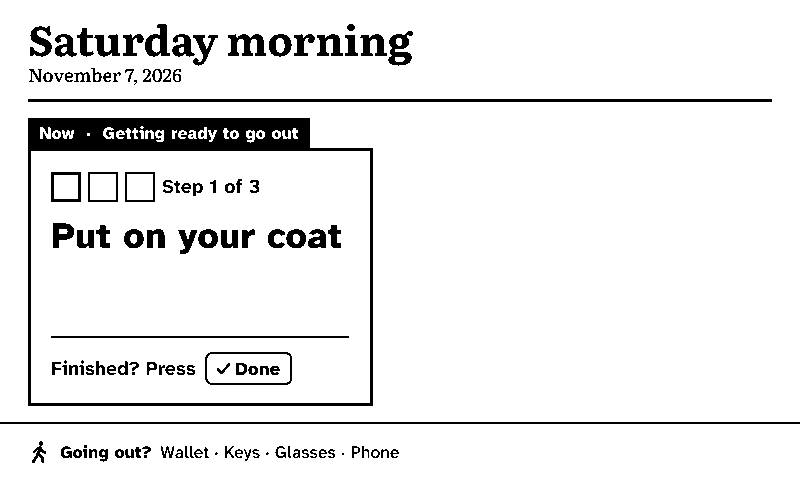 Saturday morning
November 7, 2026
Now · Getting ready to go out
Step 1 of 3
Put on your coat
Finished? Press ✓ Done
Going out? Wallet · Keys · Glasses · Phone